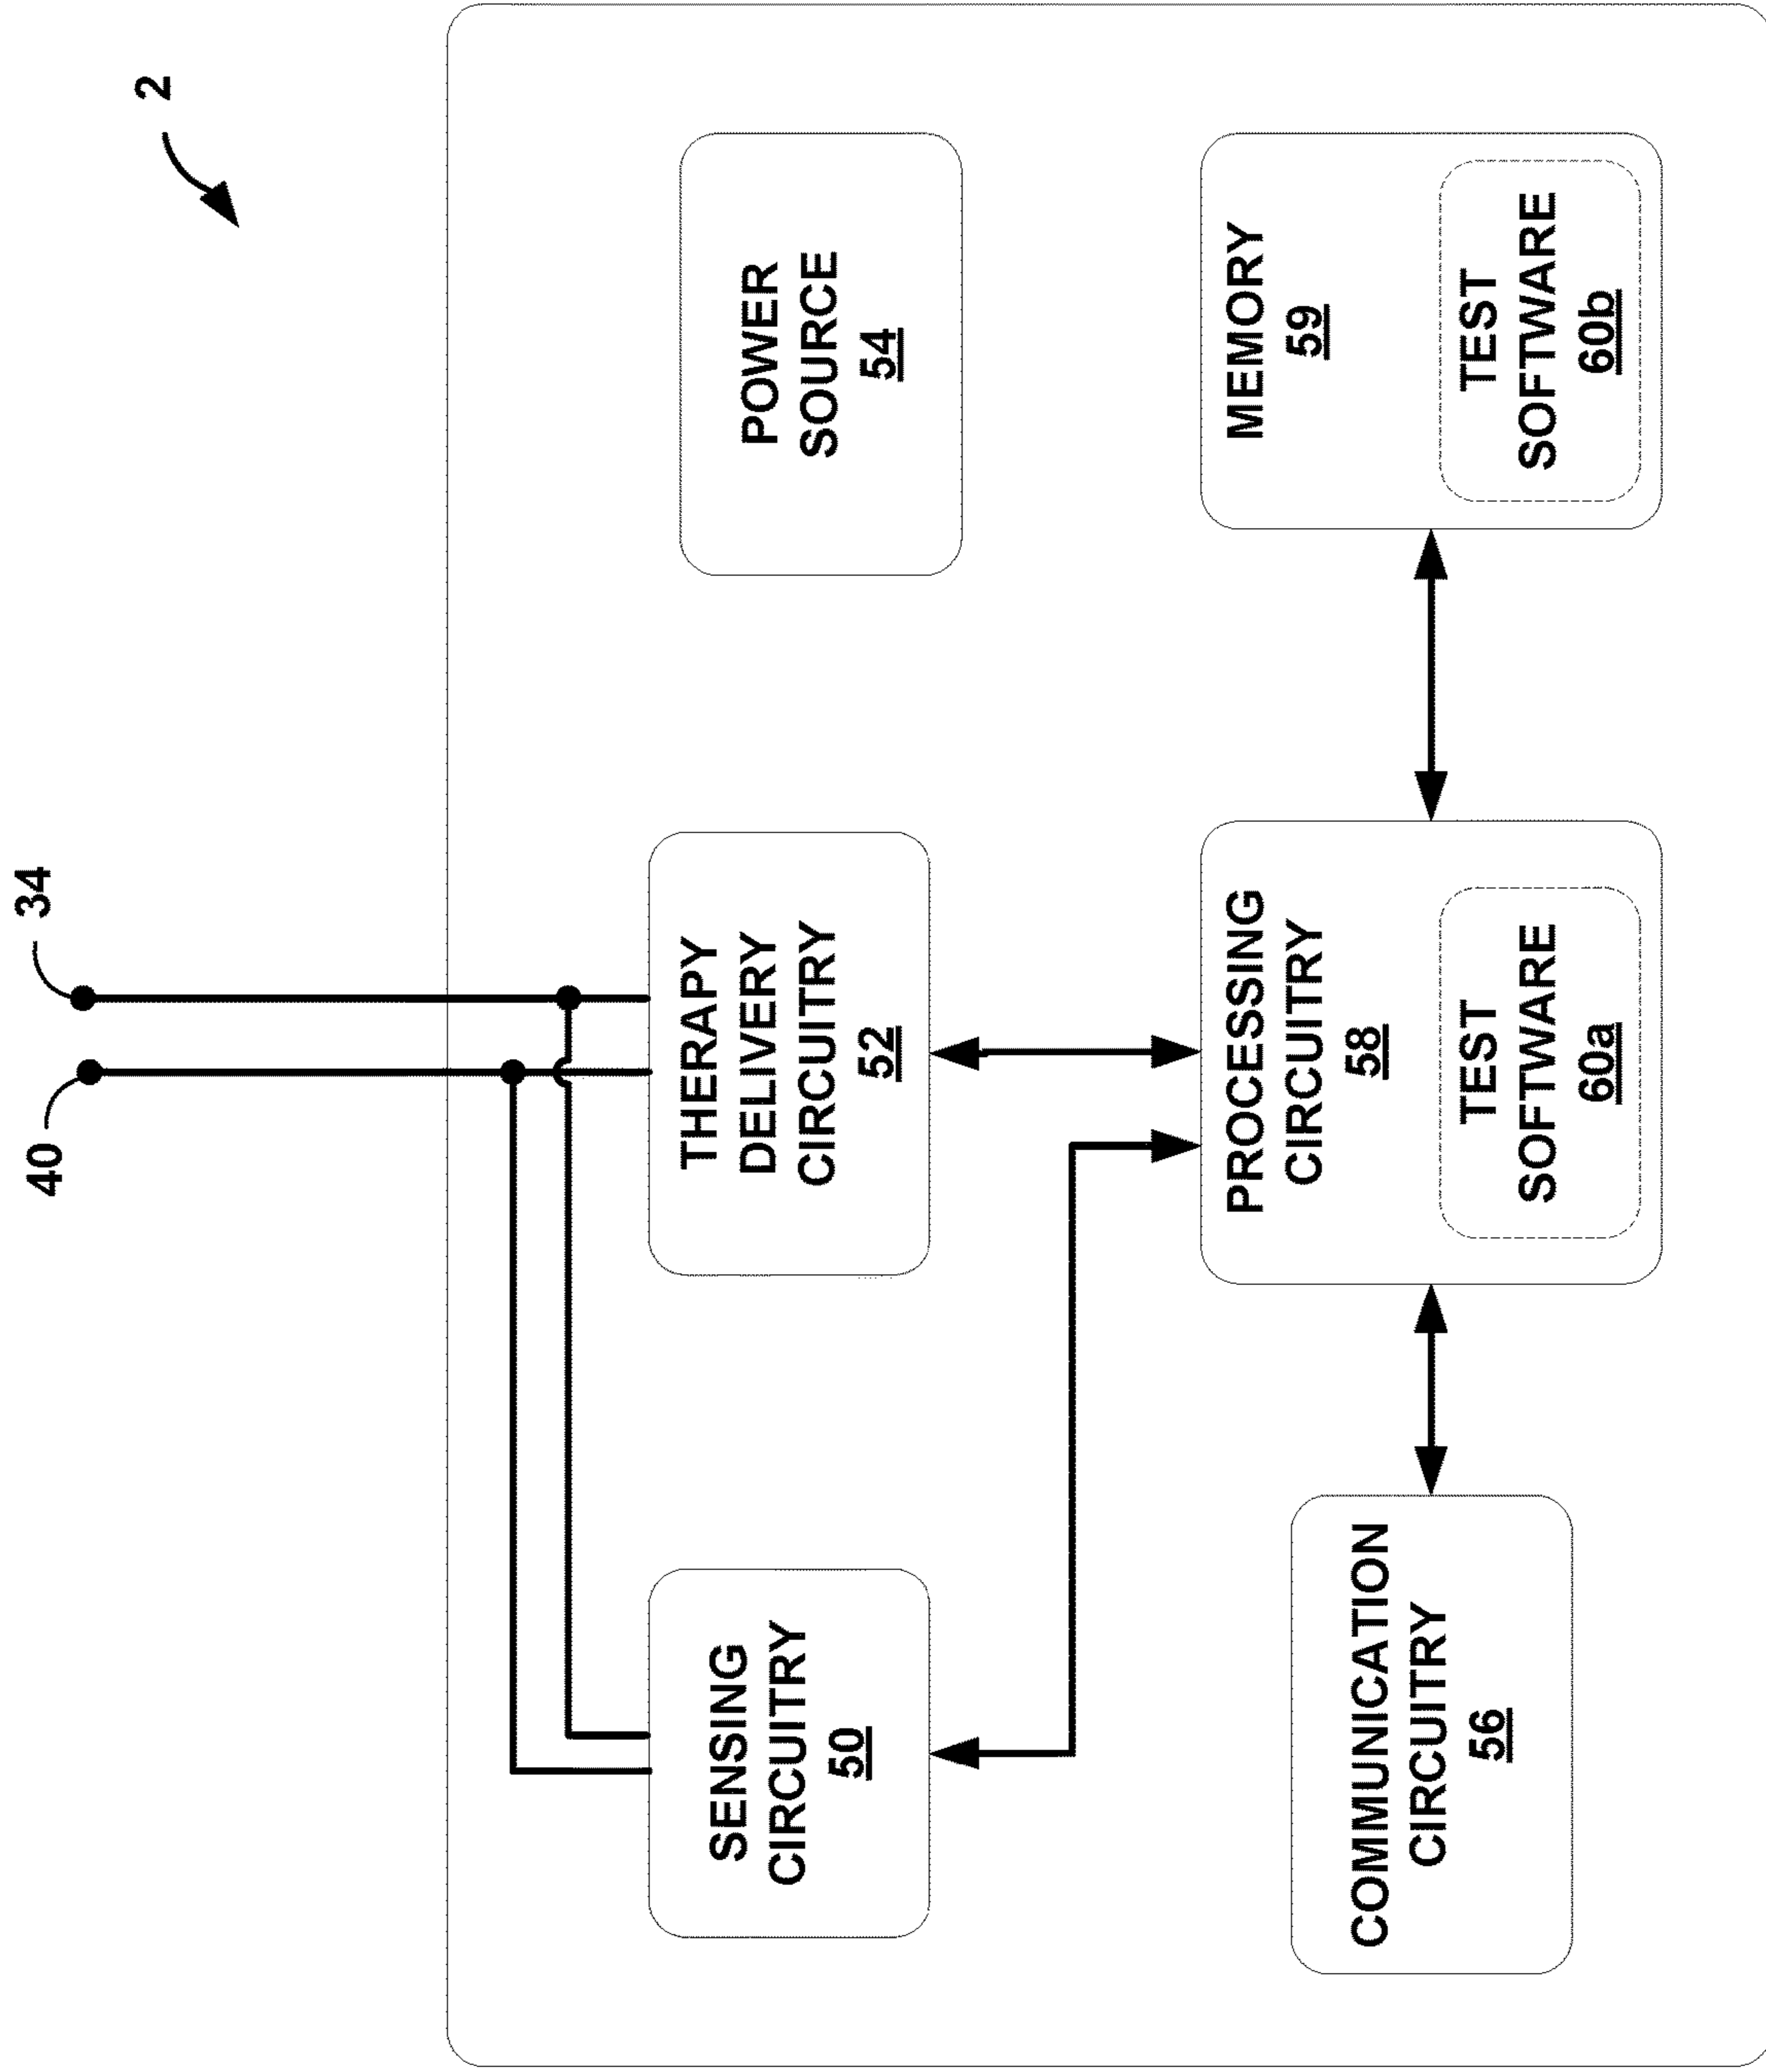 2
40
34
SENSING
CIRCUITRY
50
THERAPY
DELIVERY
CIRCUITRY
52
POWER
SOURCE
54
COMMUNICATION
CIRCUITRY
56
PROCESSING
CIRCUITRY
58
TEST
SOFTWARE
60a
MEMORY
59
TEST
SOFTWARE
60b